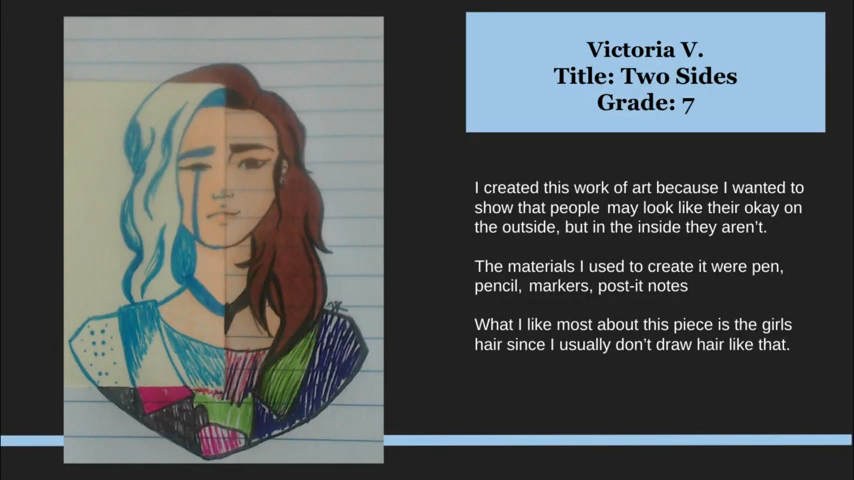 Victoria V.
Title: Two Sides
Grade: 7
I created this work of art because I wanted to
show that people may look like their okay on
the outside, but in the inside they aren't.
The materials I used to create it were pen,
pencil, markers, post-it notes
What I like most about this piece is the girls
hair since I usually don't draw hair like that.